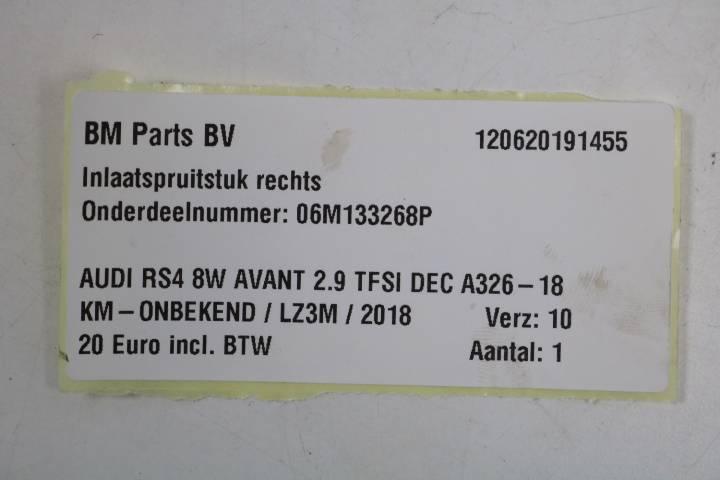 BM Parts BV 120620191455
Inlaatspruitstuk rechts
Onderdeelnummer: 06M133268P
AUDI RS4 8W AVANT 2.9 TFSI DEC A326-18
KM-ONBEKEND / LZ3M / 2018 Verz: 10
20 Euro incl. BTW Aantal: 1